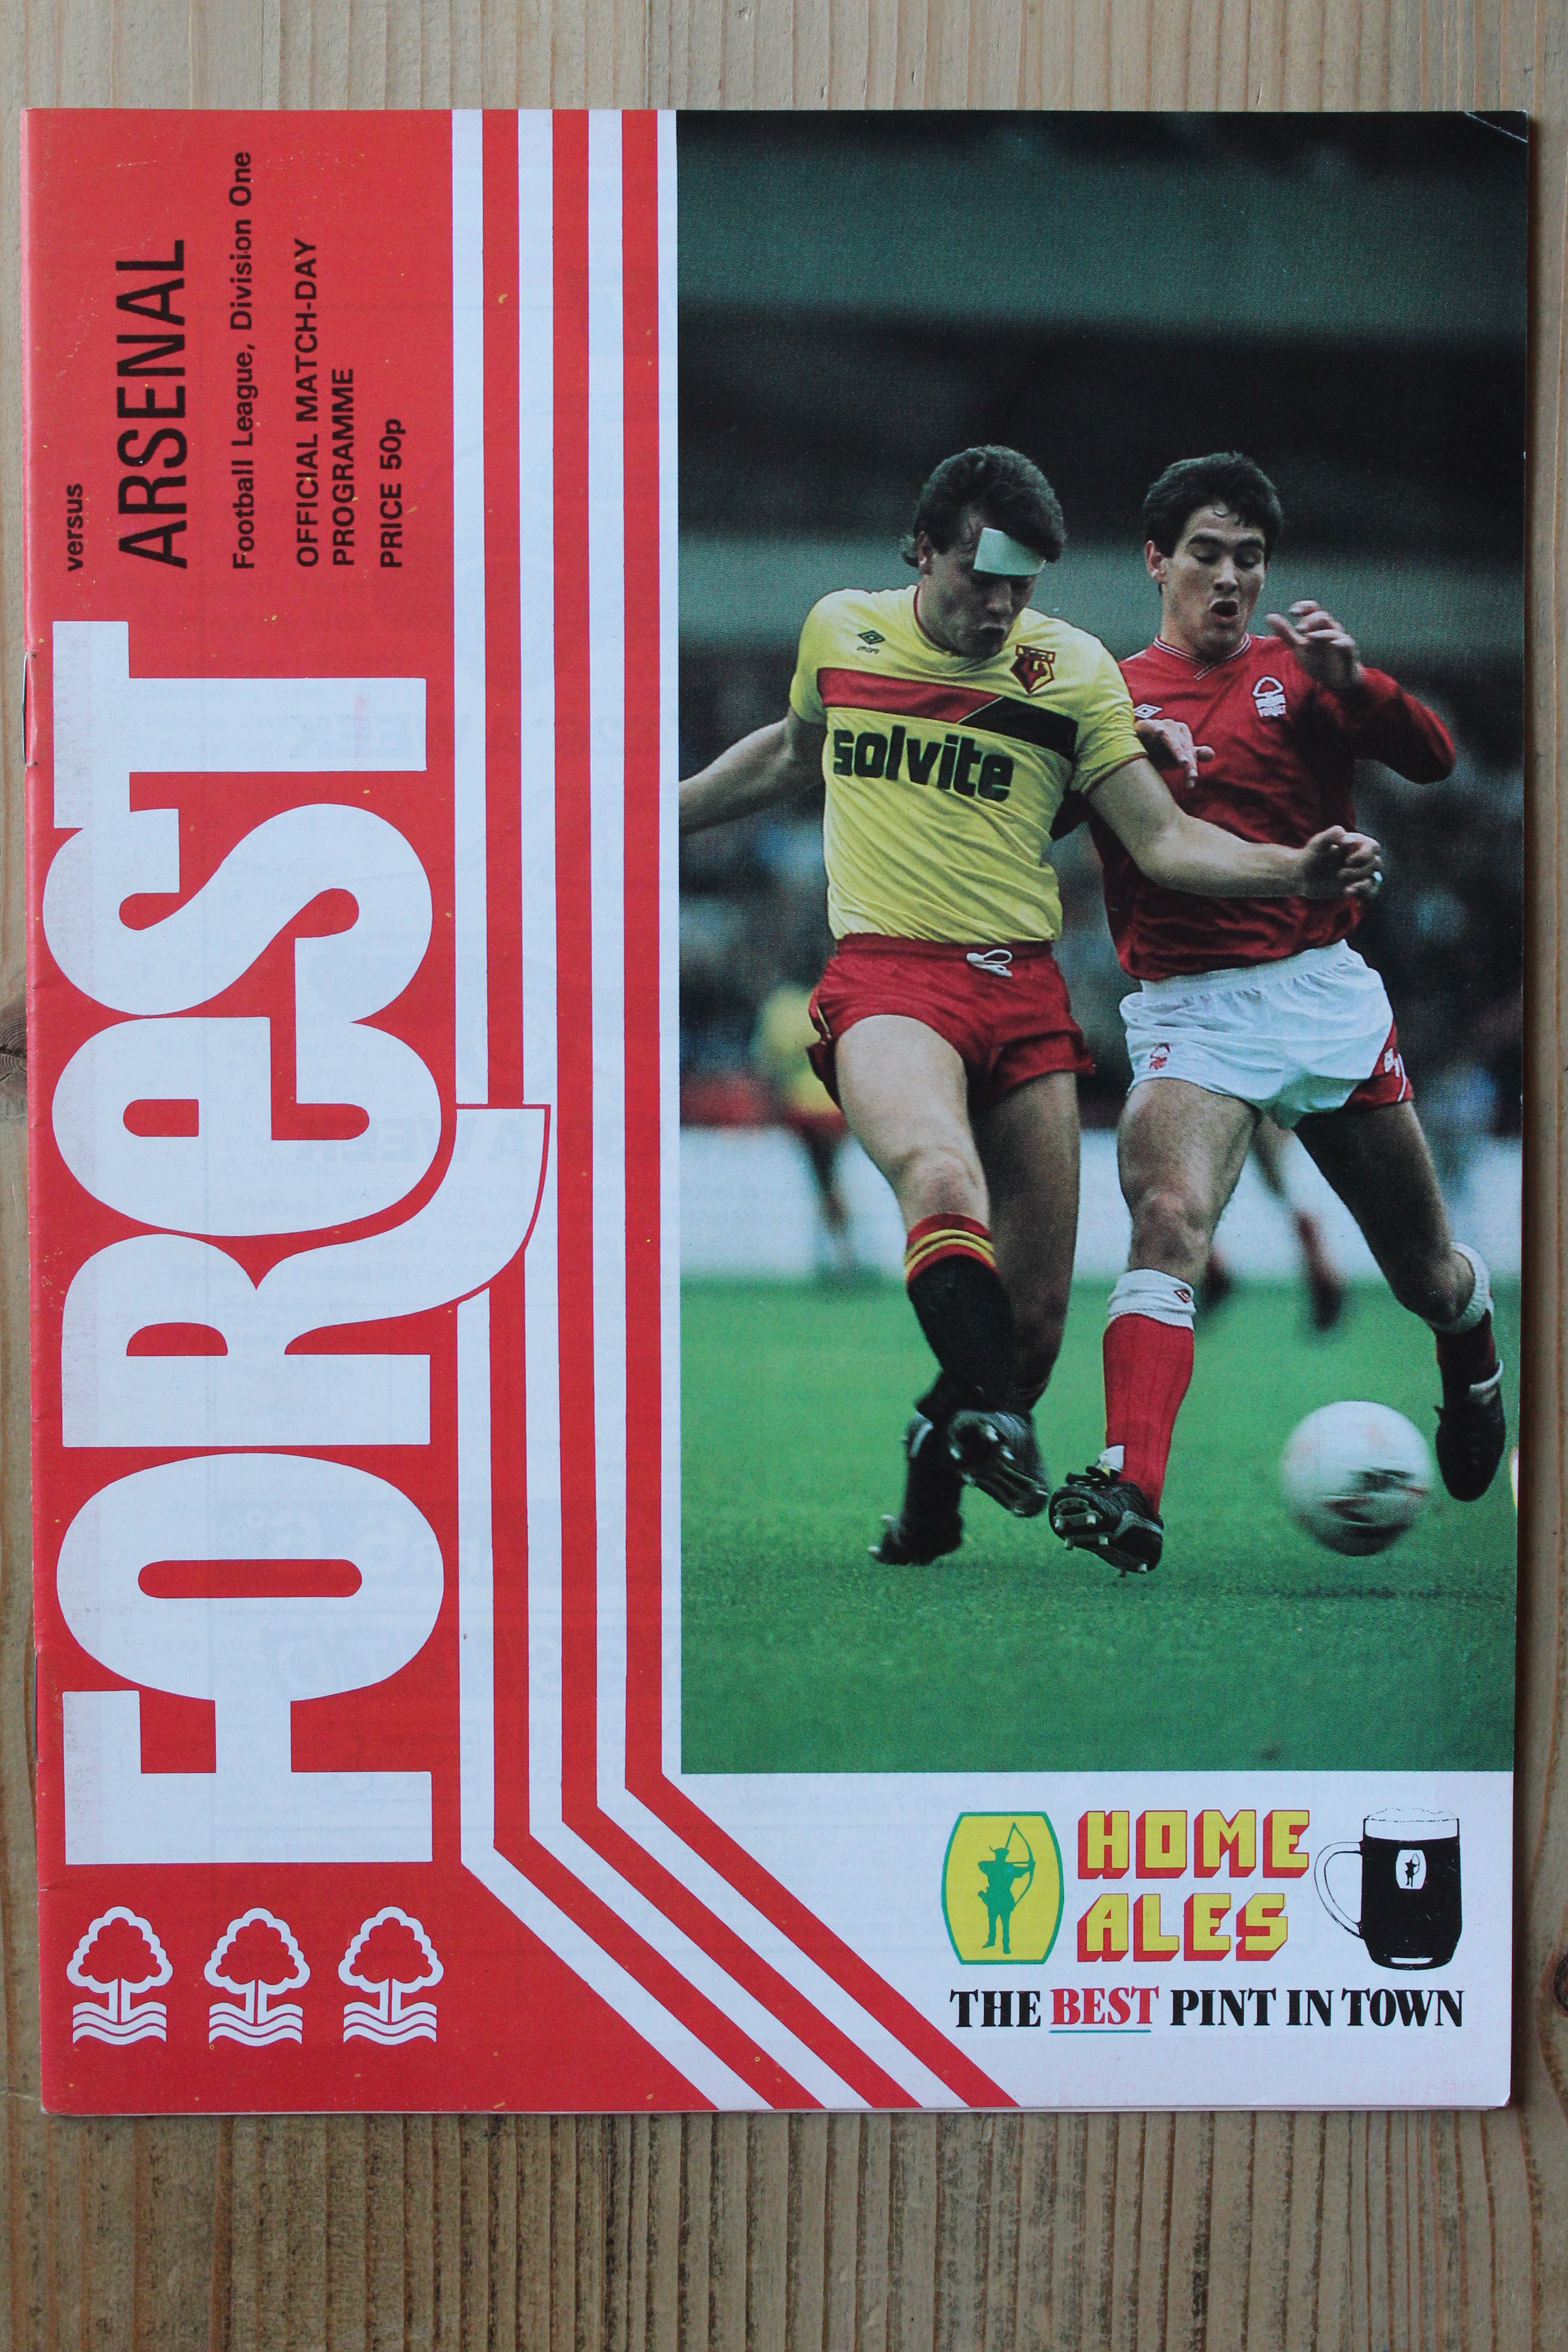 FOREST
versus
ARSENAL
Football League, Division One
OFFICIAL MATCH-DAY
PROGRAMME
PRICE 50p
solvite
HOME
ALES
THE BEST PINT IN TOWN